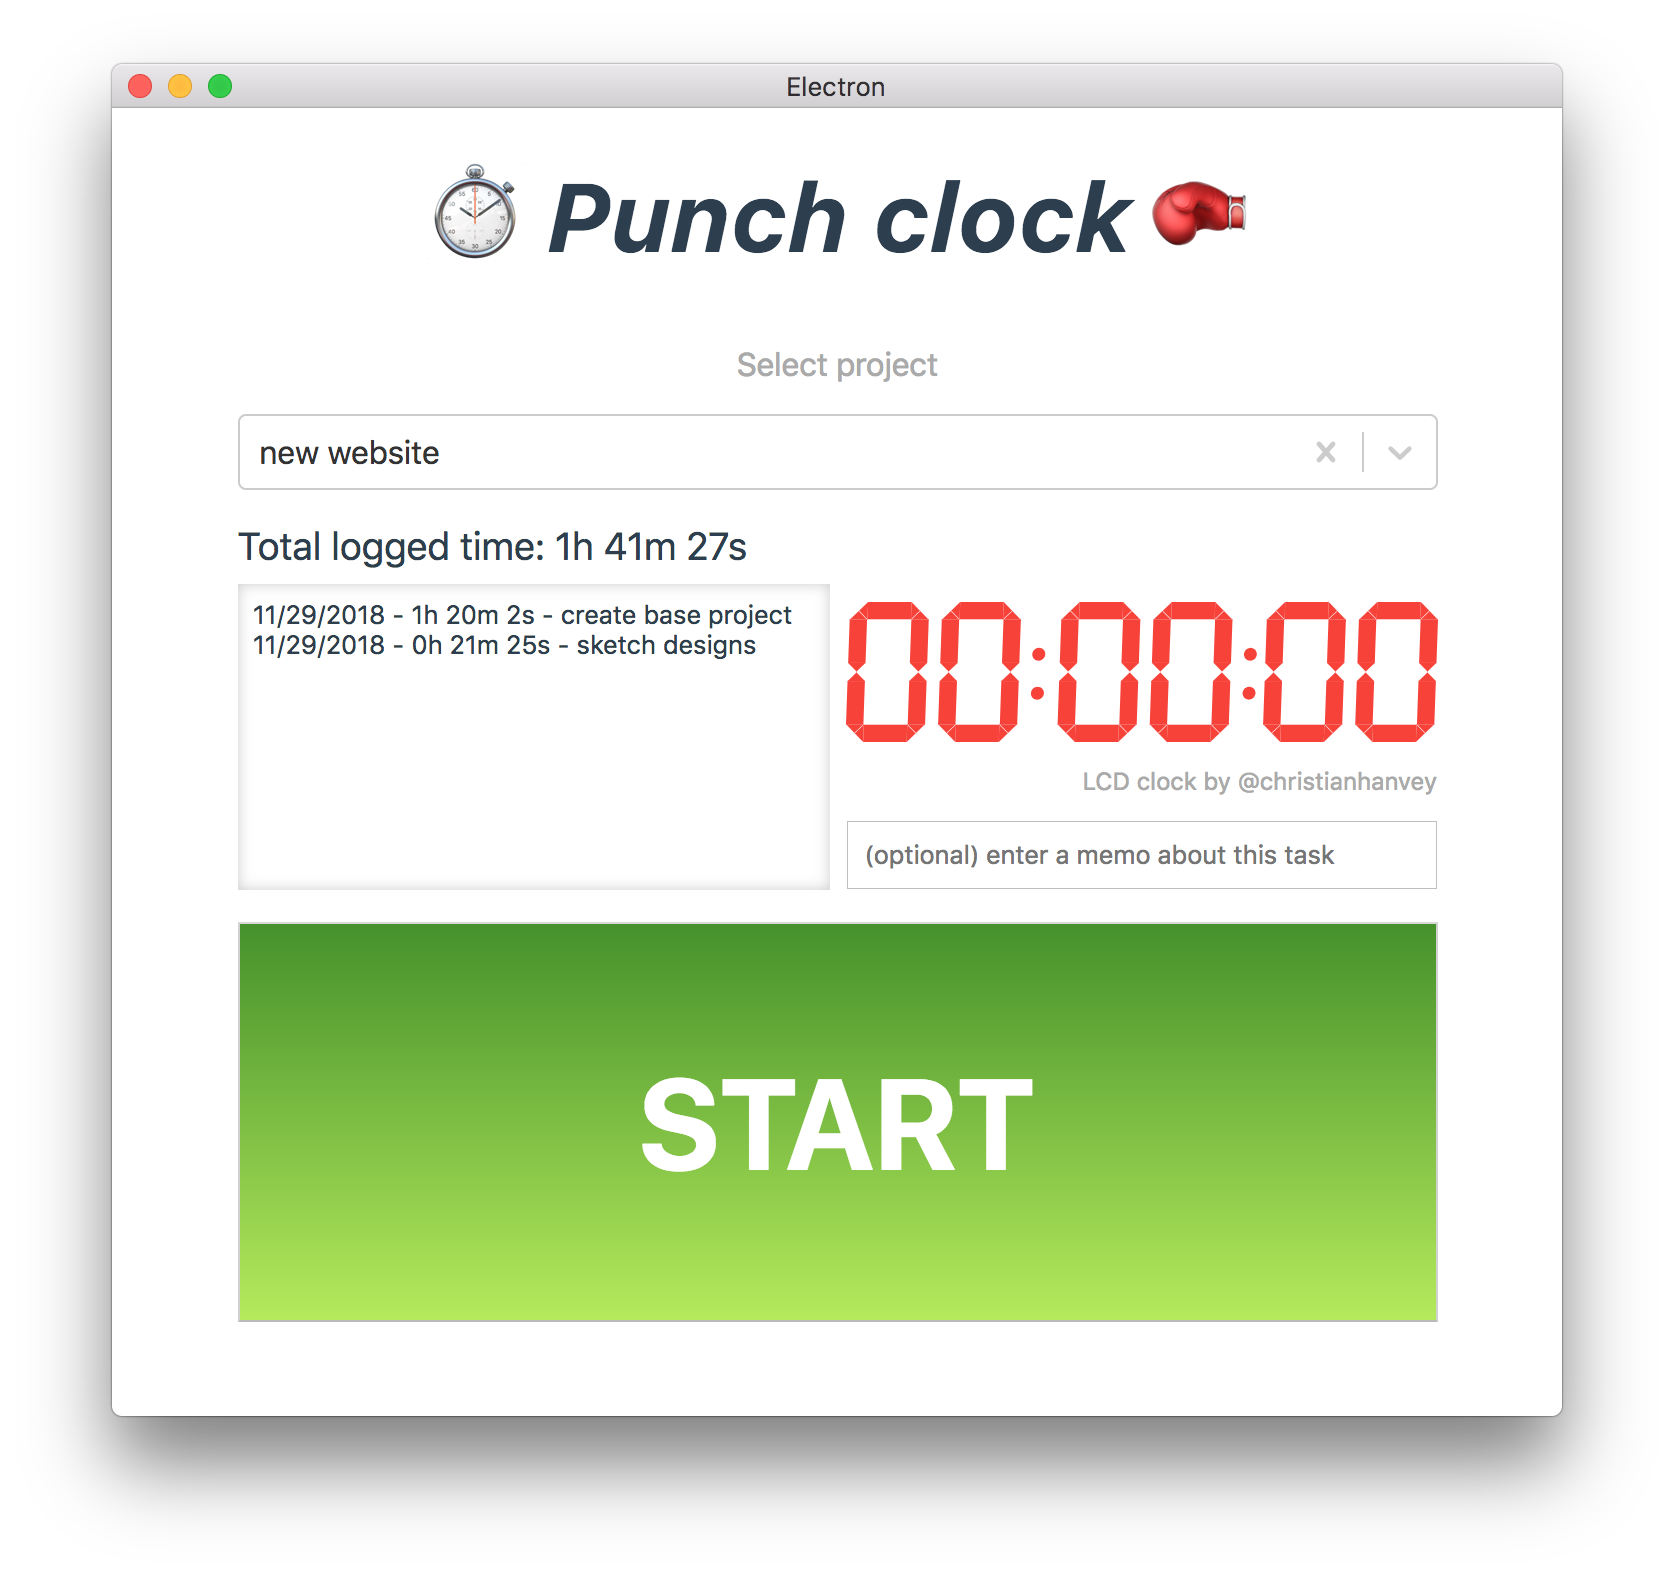 Electron
Punch clock
Select project
new website
Total logged time: 1h 41m 27s
11/29/2018 - 1h 20m 2s - create base project
11/29/2018 - 0h 21m 25s - sketch designs
00:00:00
LCD clock by @christianhanvey
(optional) enter a memo about this task
START